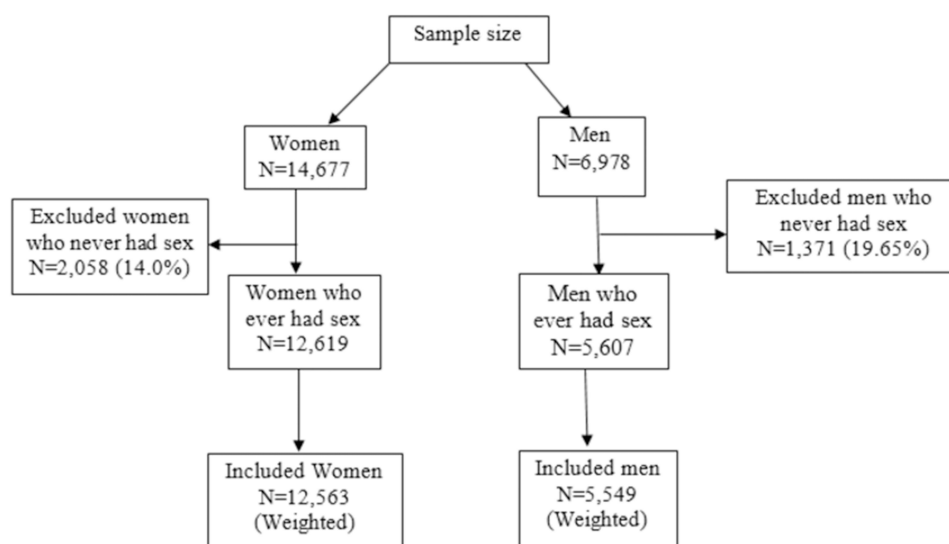 Sample size
Women
N=14,677
Men
N=6,978
Excluded women
who never had sex
N=2,058 (14.0%)
Excluded men who
never had sex
N=1,371 (19.65%)
Women who
ever had sex
N=12,619
Men who
ever had sex
N=5,607
Included Women
N=12,563
(Weighted)
Included men
N=5,549
(Weighted)